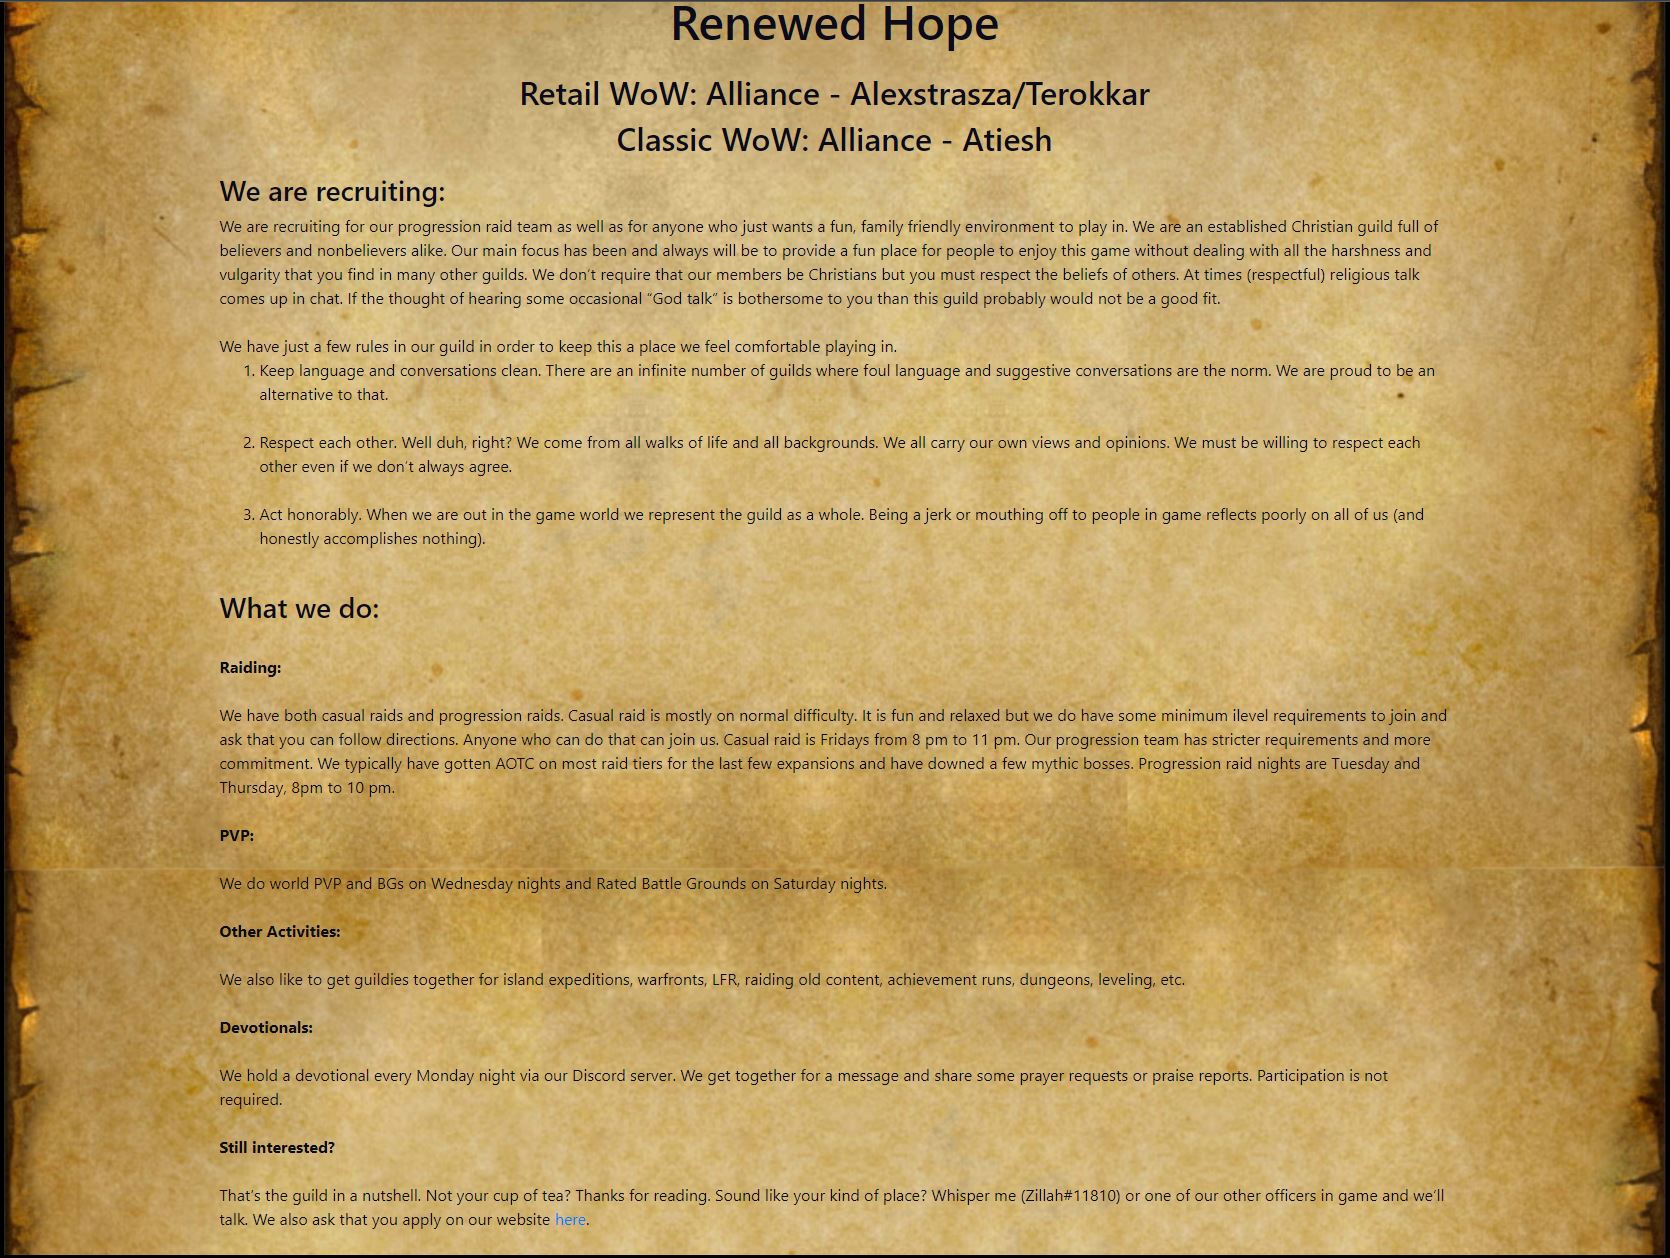 Renewed Hope
Retail WoW: Alliance - Alexstrasza/Terokkar
Classic WoW: Alliance - Atiesh
We are recruiting:
We are recruiting for our progression raid team as well as for anyone who just wants a fun, family friendly environment to play in. We are an established Christian guild full of
believers and nonbelievers alike. Our main focus has been and always will be to provide a fun place for people to enjoy this game without dealing with all the harshness and
vulgarity that you find in many other guilds. We don't require that our members be Christians but you must respect the beliefs of others. At times (respectful) religious talk
comes up in chat. If the thought of hearing some occasional “God talk” is bothersome to you than this guild probably would not be a good fit.
We have just a few rules in our guild in order to keep this a place we feel comfortable playing in.
1. Keep language and conversations clean. There are an infinite number of guilds where foul language and suggestive conversations are the norm. We are proud to be an
alternative to that.
2. Respect each other. Well duh, right? We come from all walks of life and all backgrounds. We all carry our own views and opinions. We must be willing to respect each
other even if we don't always agree.
3. Act honorably. When we are out in the game world we represent the guild as a whole. Being a jerk or mouthing off to people in game reflects poorly on all of us (and
honestly accomplishes nothing).
What we do:
Raiding:
We have both casual raids and progression raids. Casual raid is mostly on normal difficulty. It is fun and relaxed but we do have some minimum ilevel requirements to join and
ask that you can follow directions. Anyone who can do that can join us. Casual raid is Fridays from 8 pm to 11 pm. Our progression team has stricter requirements and more
commitment. We typically have gotten AOTC on most raid tiers for the last few expansions and have downed a few mythic bosses. Progression raid nights are Tuesday and
Thursday, 8pm to 10 pm.
PVP:
We do world PVP and BGs on Wednesday nights and Rated Battle Grounds on Saturday nights.
Other Activities:
We also like to get guildies together for island expeditions, warfronts, LFR, raiding old content, achievement runs, dungeons, leveling, etc.
Devotionals:
We hold a devotional every Monday night via our Discord server. We get together for a message and share some prayer requests or praise reports. Participation is not
required.
Still interested?
That's the guild in a nutshell. Not your cup of tea? Thanks for reading. Sound like your kind of place? Whisper me (Zillah#11810) or one of our other officers in game and we'll
talk. We also ask that you apply on our website here.